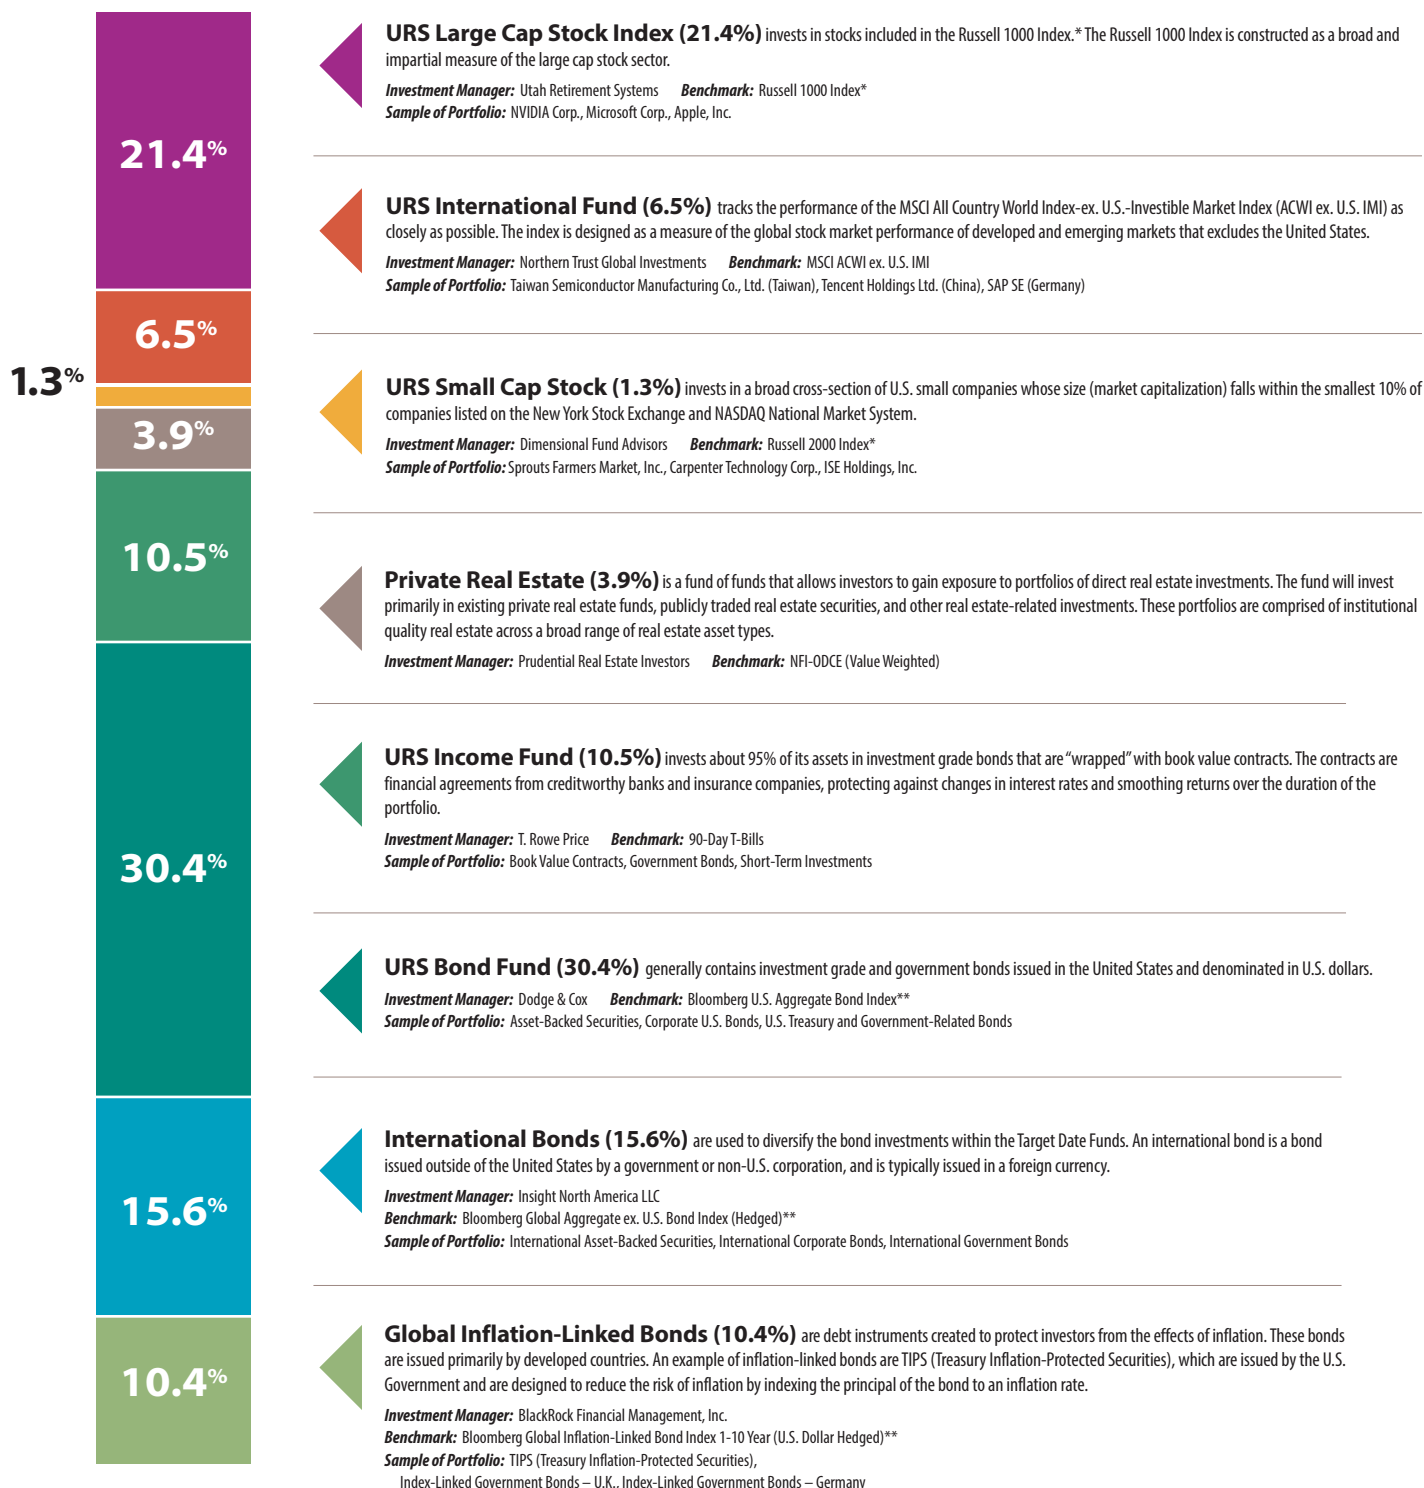 21.4%
6.5%
1.3%
3.9%
10.5%
30.4%
15.6%
10.4%
URS Large Cap Stock Index (21.4%) invests in stocks included in the Russell 1000 Index.* The Russell 1000 Index is constructed as a broad and
impartial measure of the large cap stock sector.
Investment Manager: Utah Retirement Systems Benchmark: Russell 1000 Index*
Sample of Portfolio: NVIDIA Corp., Microsoft Corp., Apple, Inc.
URS International Fund (6.5%) tracks the performance of the MSCI All Country World Index-ex. U.S.-Investible Market Index (ACWI ex. U.S. IMI) as
closely as possible. The index is designed as a measure of the global stock market performance of developed and emerging markets that excludes the United States.
Investment Manager: Northern Trust Global Investments Benchmark: MSCI ACWI ex. U.S. IMI
Sample of Portfolio: Taiwan Semiconductor Manufacturing Co., Ltd. (Taiwan), Tencent Holdings Ltd. (China), SAP SE (Germany)
URS Small Cap Stock (1.3%) invests in a broad cross-section of U.S. small companies whose size (market capitalization) falls within the smallest 10% of
companies listed on the New York Stock Exchange and NASDAQ National Market System.
Investment Manager: Dimensional Fund Advisors Benchmark: Russell 2000 Index*
Sample of Portfolio: Sprouts Farmers Market, Inc., Carpenter Technology Corp., ISE Holdings, Inc.
Private Real Estate (3.9%) is a fund of funds that allows investors to gain exposure to portfolios of direct real estate investments. The fund will invest
primarily in existing private real estate funds, publicly traded real estate securities, and other real estate-related investments. These portfolios are comprised of institutional
quality real estate across a broad range of real estate asset types.
Investment Manager: Prudential Real Estate Investors Benchmark: NFI-ODCE (Value Weighted)
URS Income Fund (10.5%) invests about 95% of its assets in investment grade bonds that are “wrapped” with book value contracts. The contracts are
financial agreements from creditworthy banks and insurance companies, protecting against changes in interest rates and smoothing returns over the duration of the
portfolio.
Investment Manager: T. Rowe Price Benchmark: 90-Day T-Bills
Sample of Portfolio: Book Value Contracts, Government Bonds, Short-Term Investments
URS Bond Fund (30.4%) generally contains investment grade and government bonds issued in the United States and denominated in U.S. dollars.
Investment Manager: Dodge & Cox Benchmark: Bloomberg U.S. Aggregate Bond Index**
Sample of Portfolio: Asset-Backed Securities, Corporate U.S. Bonds, U.S. Treasury and Government-Related Bonds
International Bonds (15.6%) are used to diversify the bond investments within the Target Date Funds. An international bond is a bond
issued outside of the United States by a government or non-U.S. corporation, and is typically issued in a foreign currency.
Investment Manager: Insight North America LLC
Benchmark: Bloomberg Global Aggregate ex. U.S. Bond Index (Hedged)**
Sample of Portfolio: International Asset-Backed Securities, International Corporate Bonds, International Government Bonds
Global Inflation-Linked Bonds (10.4%) are debt instruments created to protect investors from the effects of inflation. These bonds
are issued primarily by developed countries. An example of inflation-linked bonds are TIPS (Treasury Inflation-Protected Securities), which are issued by the U.S.
Government and are designed to reduce the risk of inflation by indexing the principal of the bond to an inflation rate.
Investment Manager: BlackRock Financial Management, Inc.
Benchmark: Bloomberg Global Inflation-Linked Bond Index 1-10 Year (U.S. Dollar Hedged)**
Sample of Portfolio: TIPS (Treasury Inflation-Protected Securities),
Index-Linked Government Bonds – U.K., Index-Linked Government Bonds – Germany